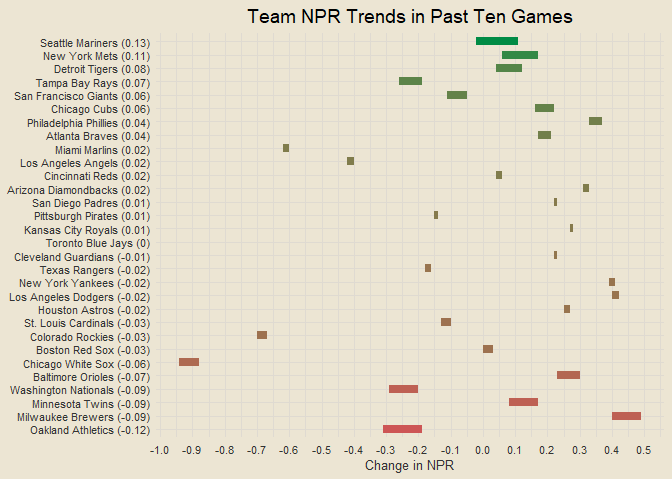 Team NPR Trends in Past Ten Games
Seattle Mariners (0.13)
New York Mets (0.11)
Detroit Tigers (0.08)
Tampa Bay Rays (0.07)
San Francisco Giants (0.06)
Chicago Cubs (0.06)
Philadelphia Phillies (0.04)
Atlanta Braves (0.04)
Miami Marlins (0.02)
Los Angeles Angels (0.02)
Cincinnati Reds (0.02)
Arizona Diamondbacks (0.02)
San Diego Padres (0.01)
Pittsburgh Pirates (0.01)
Kansas City Royals (0.01)
Toronto Blue Jays (0)
Cleveland Guardians (-0.01)
Texas Rangers (-0.02)
New York Yankees (-0.02)
Los Angeles Dodgers (-0.02)
Houston Astros (-0.02)
St. Louis Cardinals (-0.03)
Colorado Rockies (-0.03)
Boston Red Sox (-0.03)
Chicago White Sox (-0.06)
Baltimore Orioles (-0.07)
Washington Nationals (-0.09)
Minnesota Twins (-0.09)
Milwaukee Brewers (-0.09)
Oakland Athletics (-0.12)
-1.0 -0.9 -0.8 -0.7 -0.6 -0.5 -0.4 -0.3 -0.2 -0.1 0.0 0.1 0.2 0.3 0.4 0.5
Change in NPR